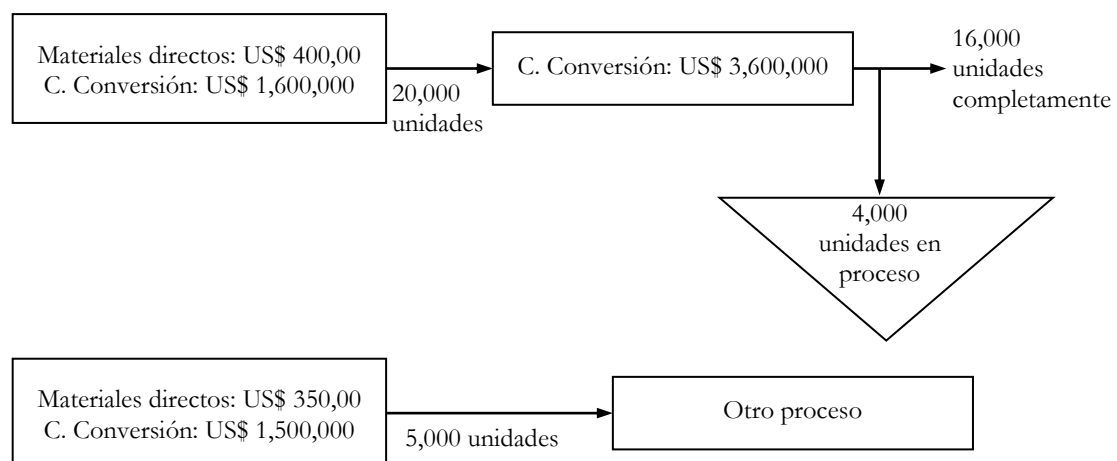 Materiales directos: US$ 400,00
C. Conversión: US$ 1,600,000
20,000
unidades
C. Conversión: US$ 3,600,000
16,000
unidades
completamente
4,000
unidades en
proceso
Materiales directos: US$ 350,00
C. Conversión: US$ 1,500,000
5,000 unidades
Otro proceso